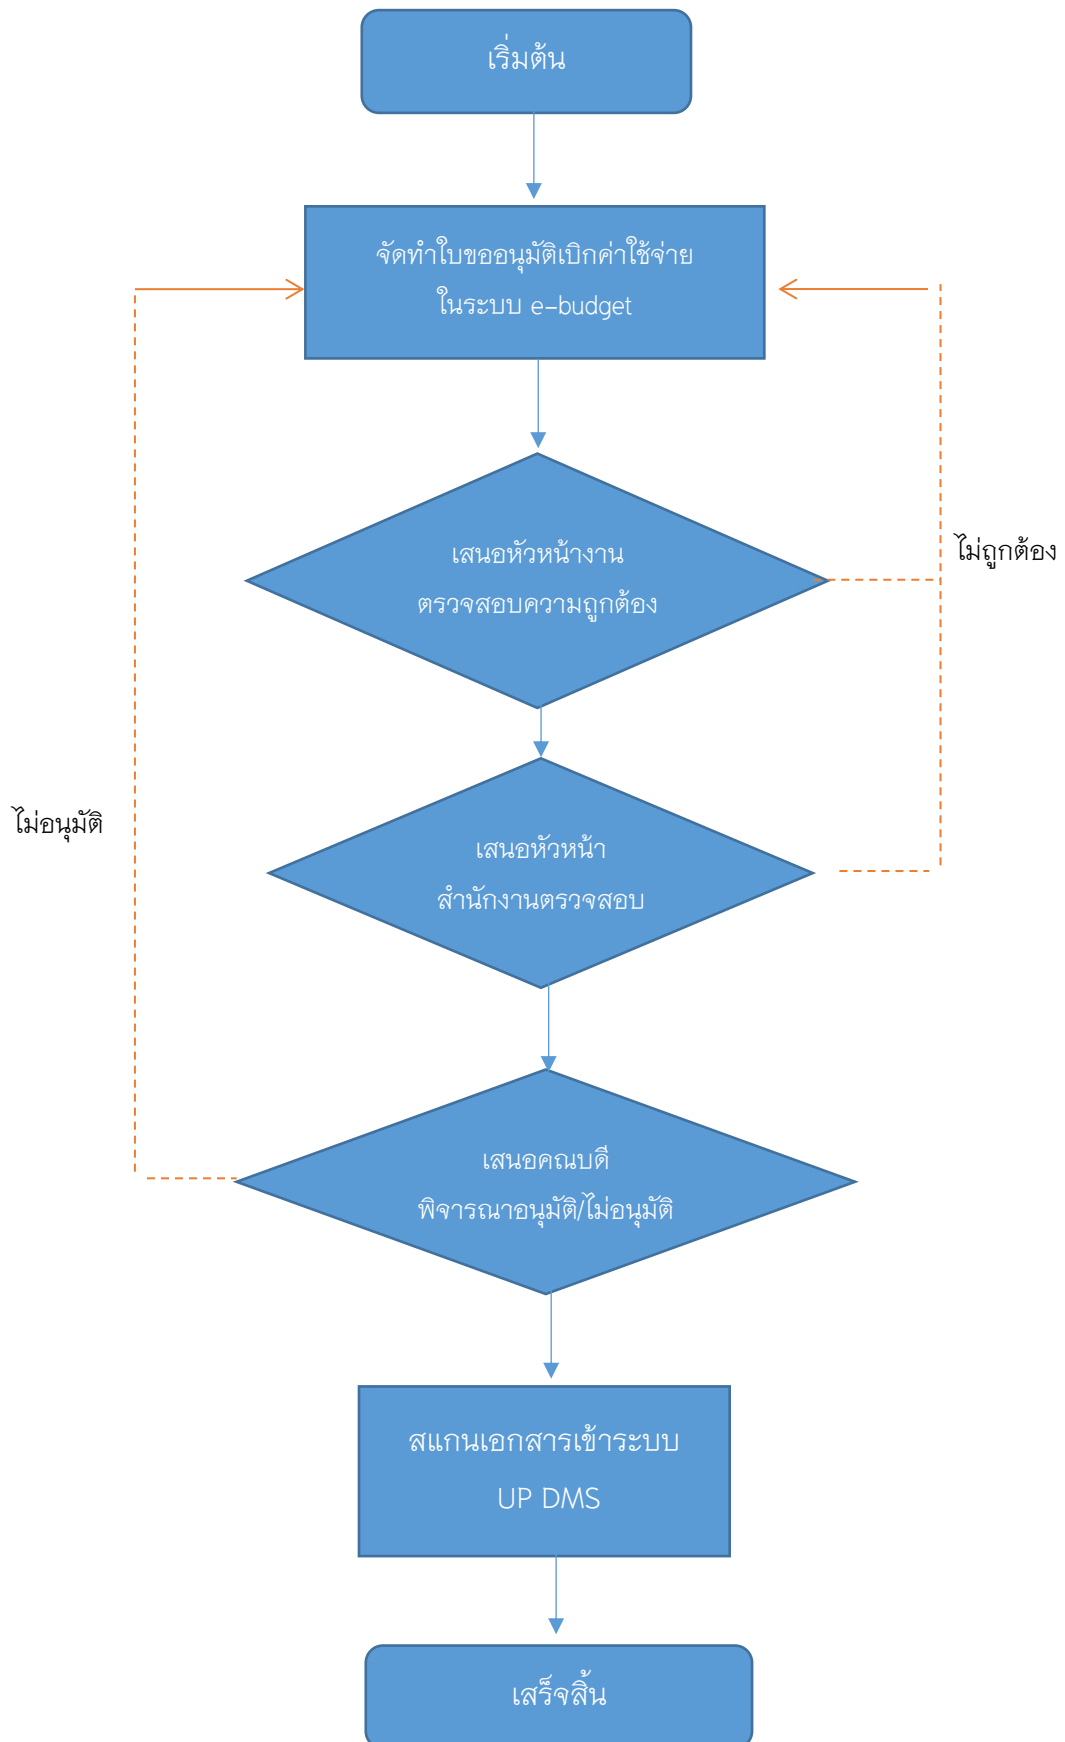 เริ่มต้น
จัดทำใบขออนุมัติเบิกค่าใช้จ่าย
ในระบบ e-budget
เสนอหัวหน้างาน
ตรวจสอบความถูกต้อง
ไม่ถูกต้อง
ไม่อนุมัติ
เสนอหัวหน้า
สำนักงานตรวจสอบ
เสนอคณบดี
พิจารณาอนุมัติ/ไม่อนุมัติ
สแกนเอกสารเข้าระบบ
UP DMS
เสร็จสิ้น